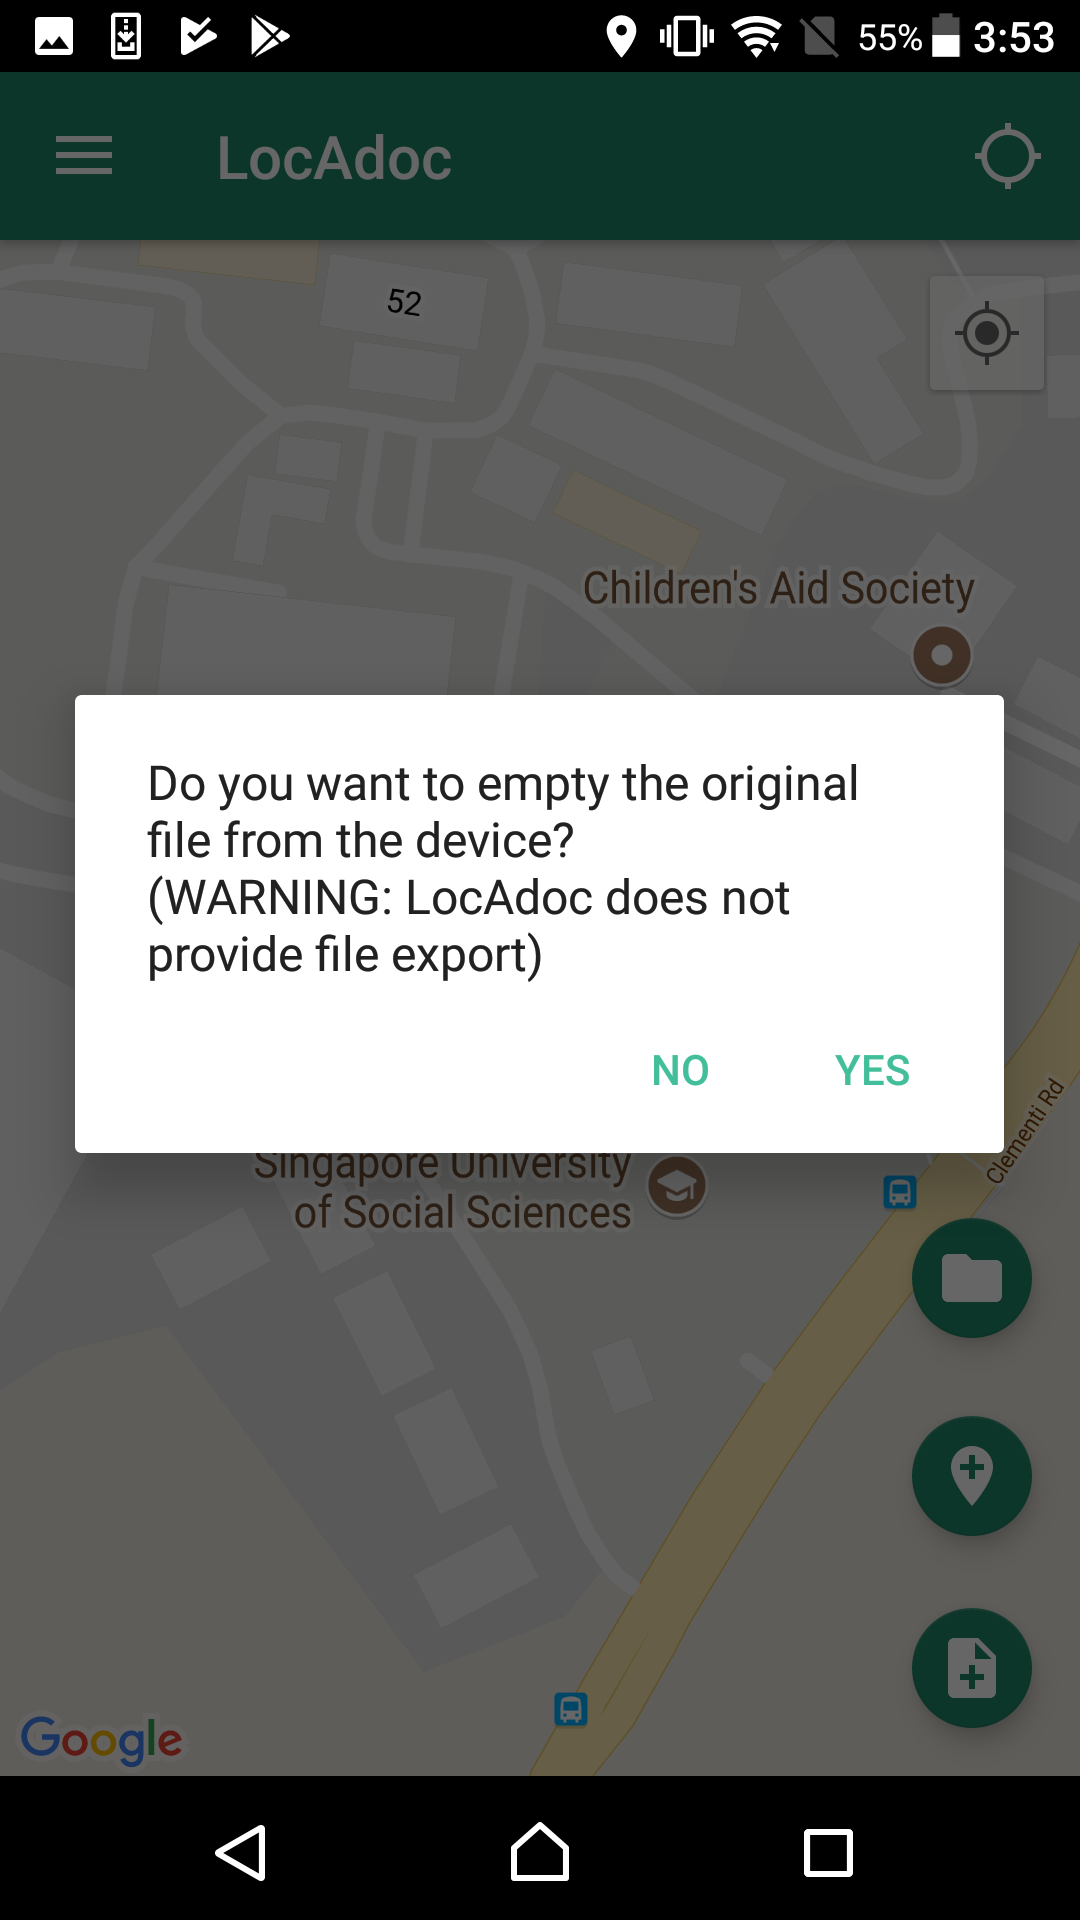 55% 3:53
LocAdoc
52
Children's Aid Society
Do you want to empty the original
file from the device?
(WARNING: LocAdoc does not
provide file export)
NO YES
Clementi Rd
Singapore University
of Social Sciences
Google